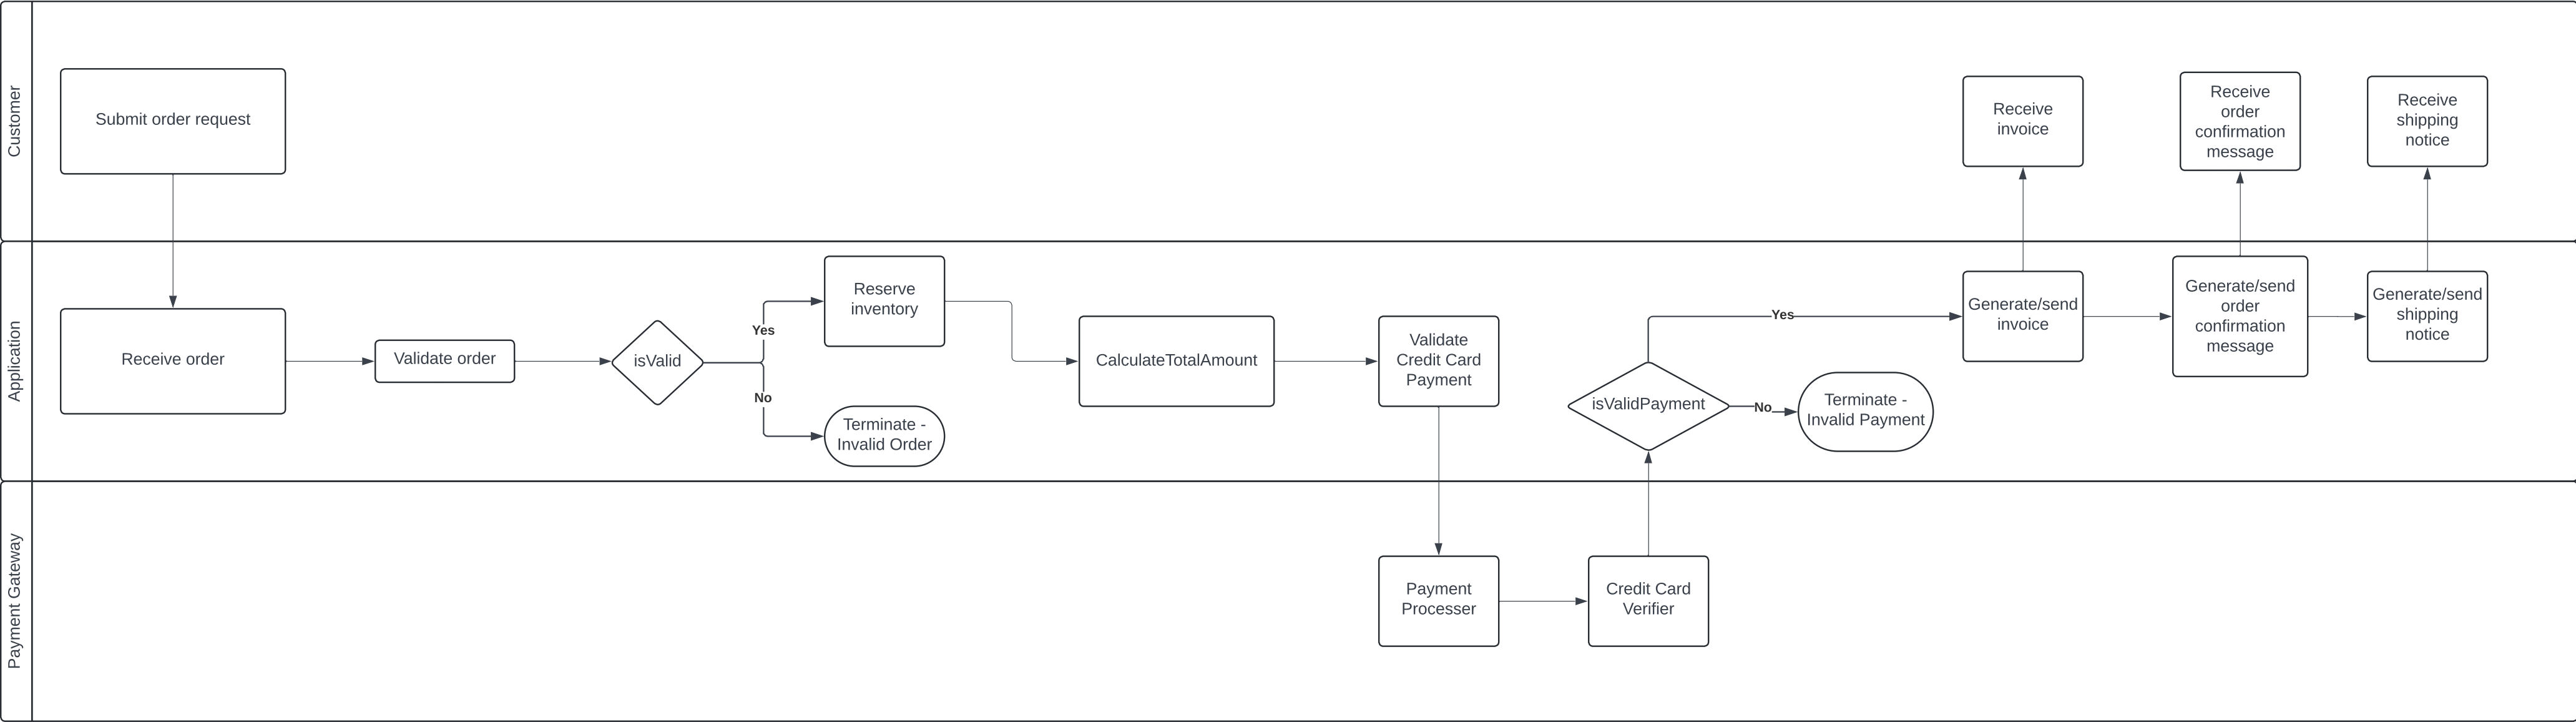 Customer
Submit order request
Receive
invoice
Receive
order
confirmation
message
Receive
shipping
notice
Application
Receive order
Validate order
isValid
Yes
No
Reserve
inventory
Terminate -
Invalid Order
CalculateTotalAmount
Validate
Credit Card
Payment
isValidPayment
Yes
No
Terminate -
Invalid Payment
Generate/send
invoice
Generate/send
order
confirmation
message
Generate/send
shipping
notice
Payment Gateway
Payment
Processer
Credit Card
Verifier